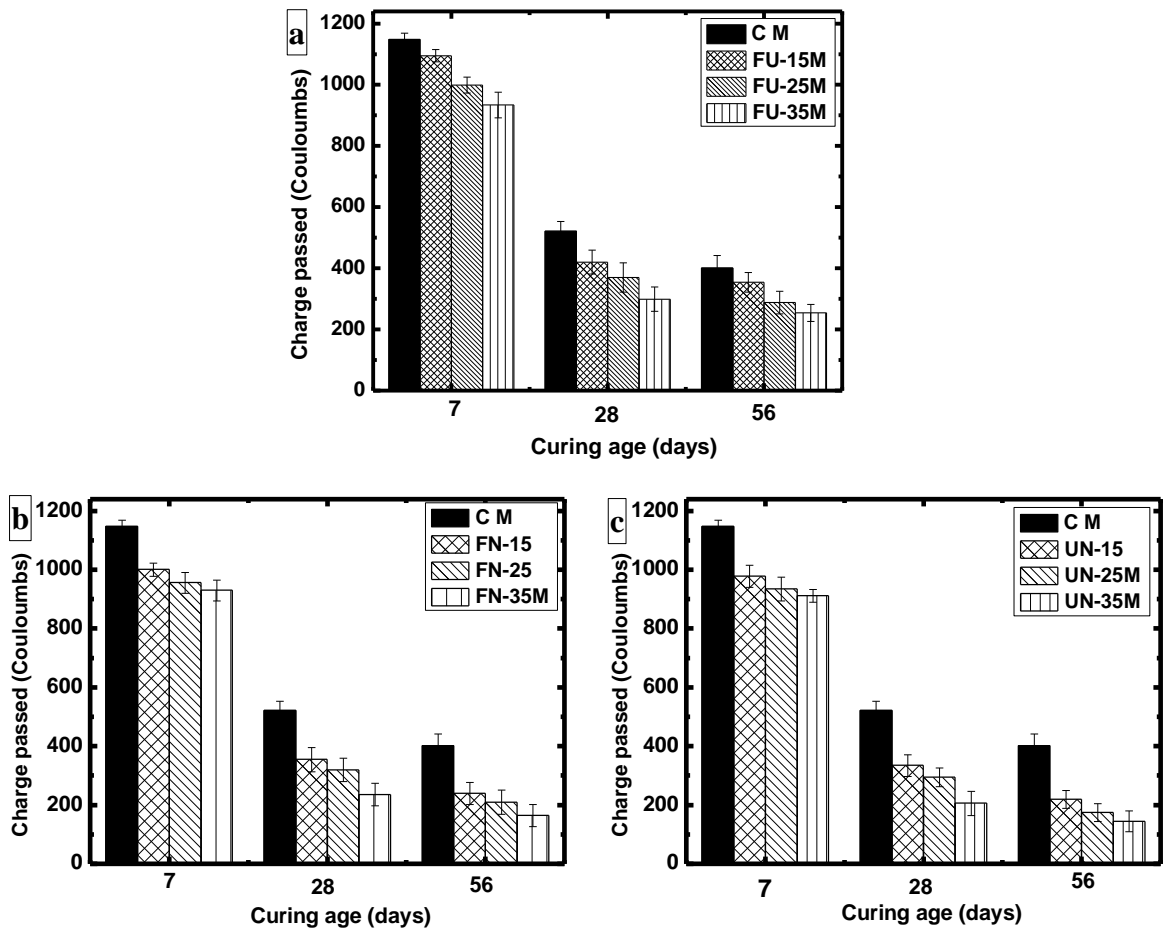 a
1200
1000
800
600
400
200
0
Charge passed (Couloumbs)
C M
FU-15M
FU-25M
FU-35M
7 28 56
Curing age (days)
b
1200
1000
800
600
400
200
0
Charge passed (Couloumbs)
C M
FN-15
FN-25
FN-35M
7 28 56
Curing age (days)
c
1200
1000
800
600
400
200
0
Charge passed (Couloumbs)
C M
UN-15
UN-25M
UN-35M
7 28 56
Curing age (days)